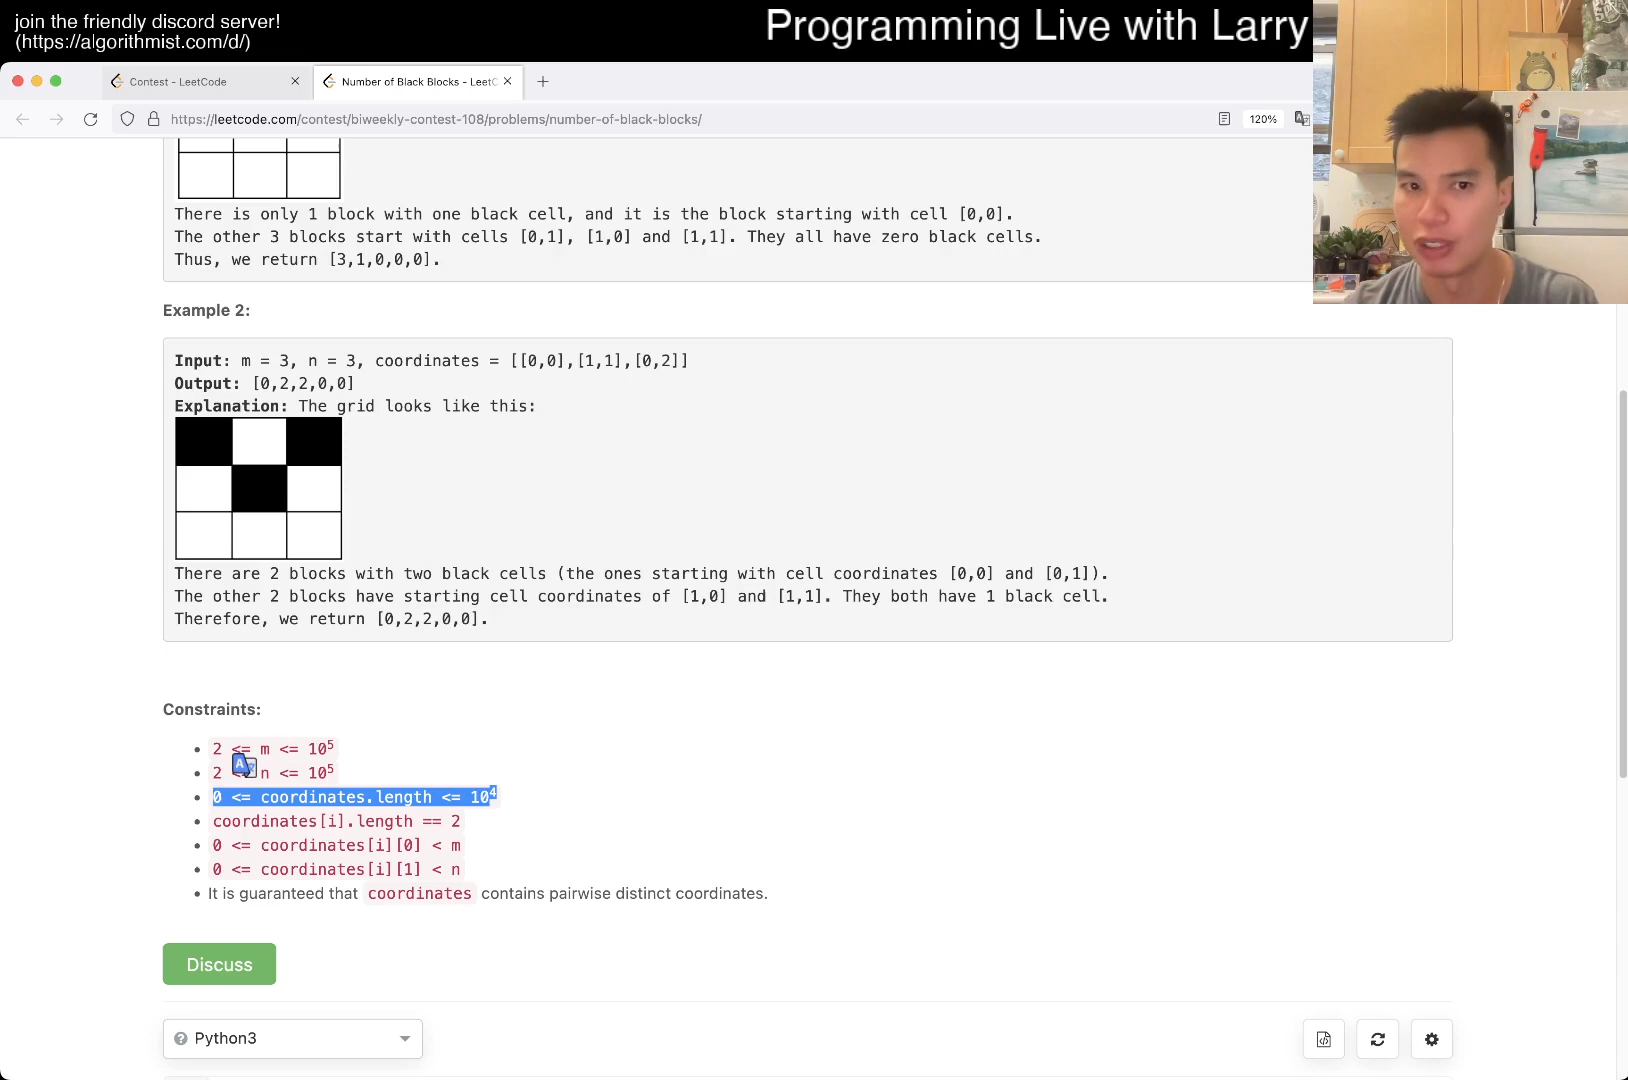 join the friendly discord server!
(https://algorithmist.com/d/)
Programming Live with Larry
Contest - LeetCode
Number of Black Blocks - LeetC
https://leetcode.com/contest/biweekly-contest-108/problems/number-of-black-blocks/
120%
There is only 1 block with one black cell, and it is the block starting with cell [0,0].
The other 3 blocks start with cells [0,1], [1,0] and [1,1]. They all have zero black cells.
Thus, we return [3,1,0,0,0].
Example 2:
Input: m = 3, n = 3, coordinates = [[0,0],[1,1],[0,2]]
Output: [0,2,2,0,0]
Explanation: The grid looks like this:
There are 2 blocks with two black cells (the ones starting with cell coordinates [0,0] and [0,1]).
The other 2 blocks have starting cell coordinates of [1,0] and [1,1]. They both have 1 black cell.
Therefore, we return [0,2,2,0,0].
Constraints:
• 2 <= m <= 10⁵
• 2 <= n <= 10⁵
• 0 <= coordinates.length <= 10⁴
• coordinates[i].length == 2
• 0 <= coordinates[i][0] < m
• 0 <= coordinates[i][1] < n
• It is guaranteed that coordinates contains pairwise distinct coordinates.
Discuss
Python3